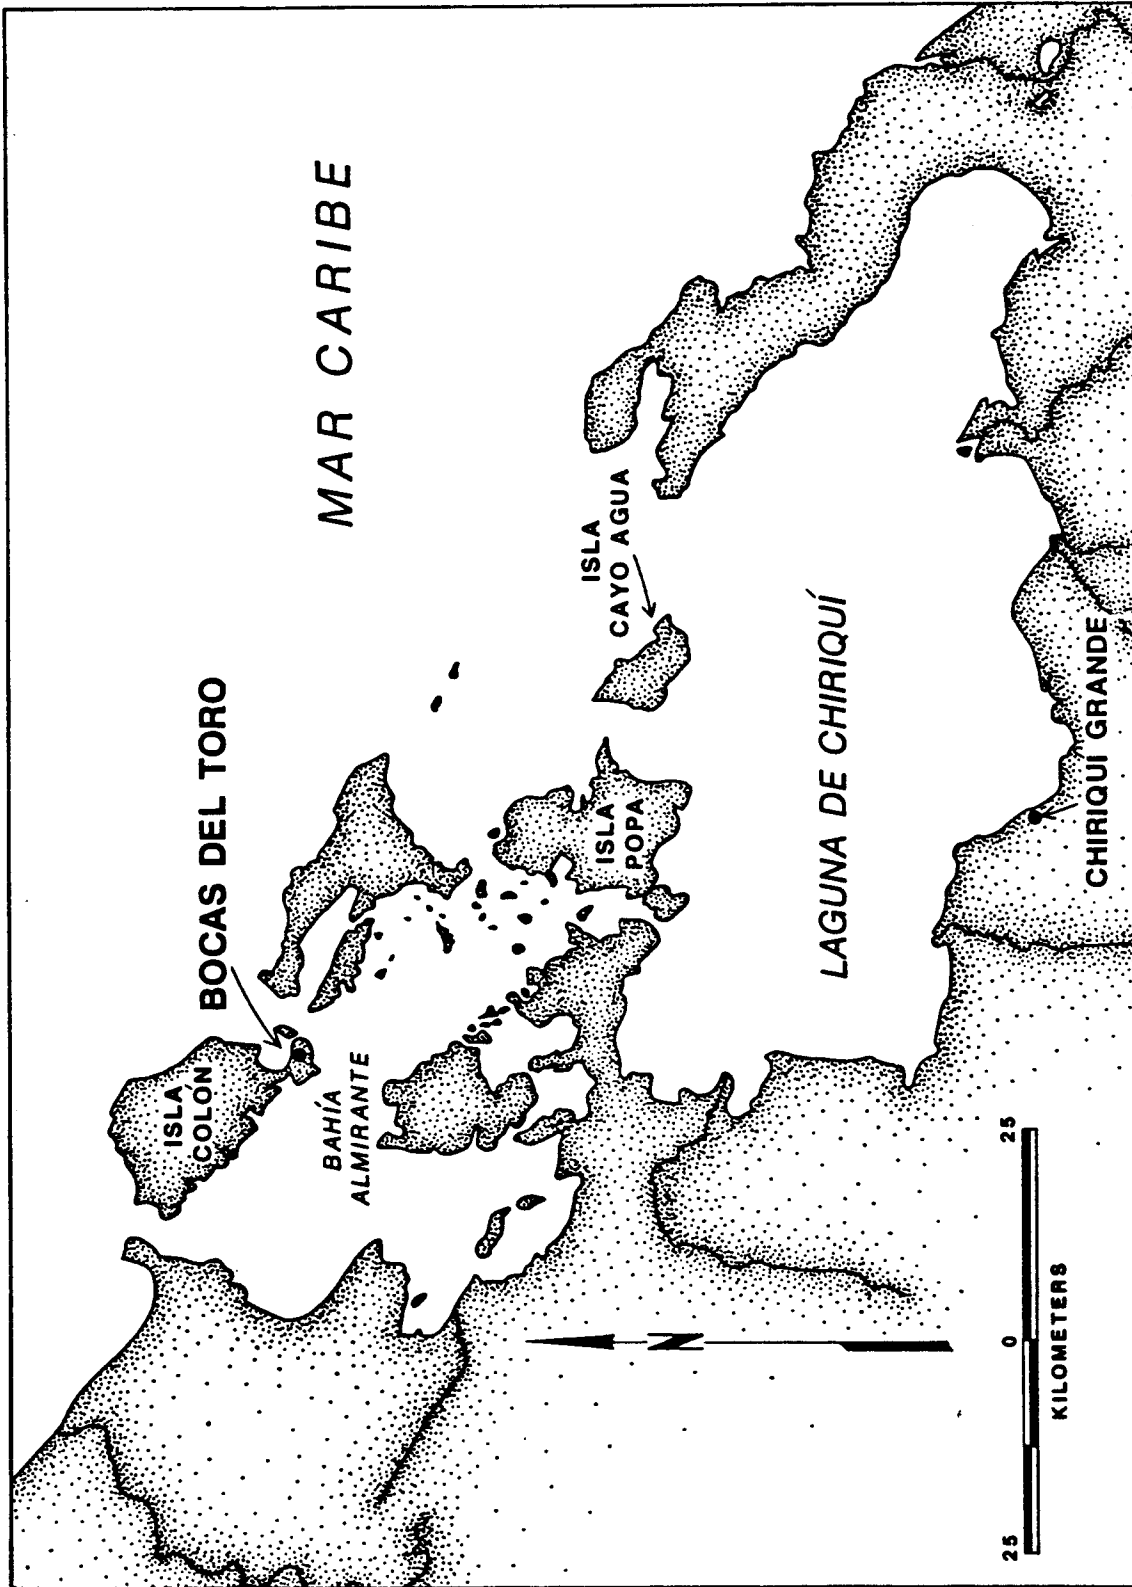 MAR CARIBE
BOCAS DEL TORO
ISLA
COLÓN
BAHÍA
ALMIRANTE
ISLA
CAYO AGUA
ISLA
POPA
LAGUNA DE CHIRIQUÍ
CHIRIQUI GRANDE
N
25 0 25
KILOMETERS